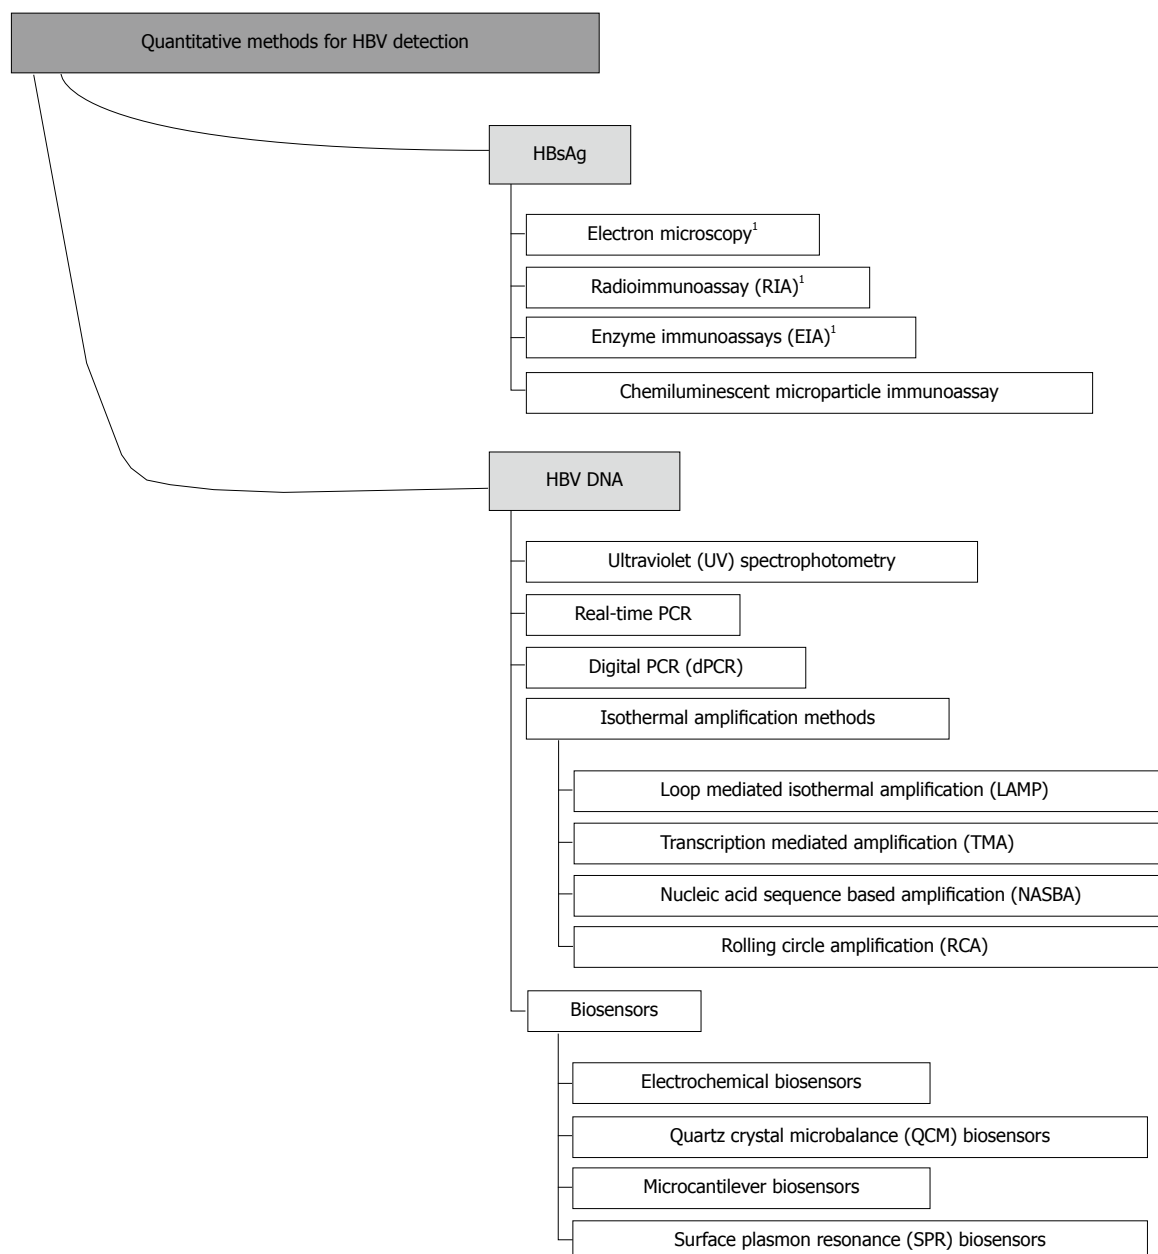 Quantitative methods for HBV detection
HBsAg
Electron microscopy¹
Radioimmunoassay (RIA)¹
Enzyme immunoassays (EIA)¹
Chemiluminescent microparticle immunoassay
HBV DNA
Ultraviolet (UV) spectrophotometry
Real-time PCR
Digital PCR (dPCR)
Isothermal amplification methods
Loop mediated isothermal amplification (LAMP)
Transcription mediated amplification (TMA)
Nucleic acid sequence based amplification (NASBA)
Rolling circle amplification (RCA)
Biosensors
Electrochemical biosensors
Quartz crystal microbalance (QCM) biosensors
Microcantilever biosensors
Surface plasmon resonance (SPR) biosensors